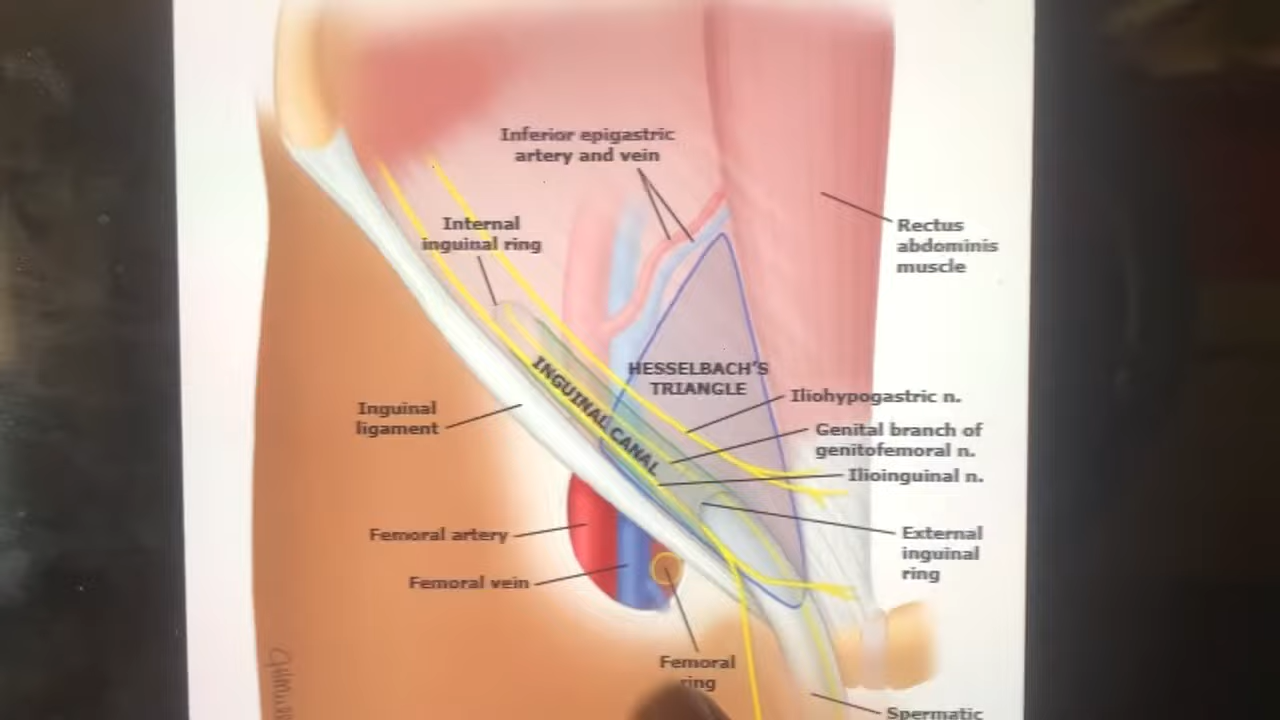 Inferior epigastric
artery and vein
Internal
inguinal ring
Rectus
abdominis
muscle
HESSELBACH'S
TRIANGLE
INGUINAL CANAL
Iliohypogastric n.
Inguinal
ligament
Genital branch of
genitofemoral n.
Ilioinguinal n.
Femoral artery
External
inguinal
ring
Femoral vein
Femoral
ring
Spermatic